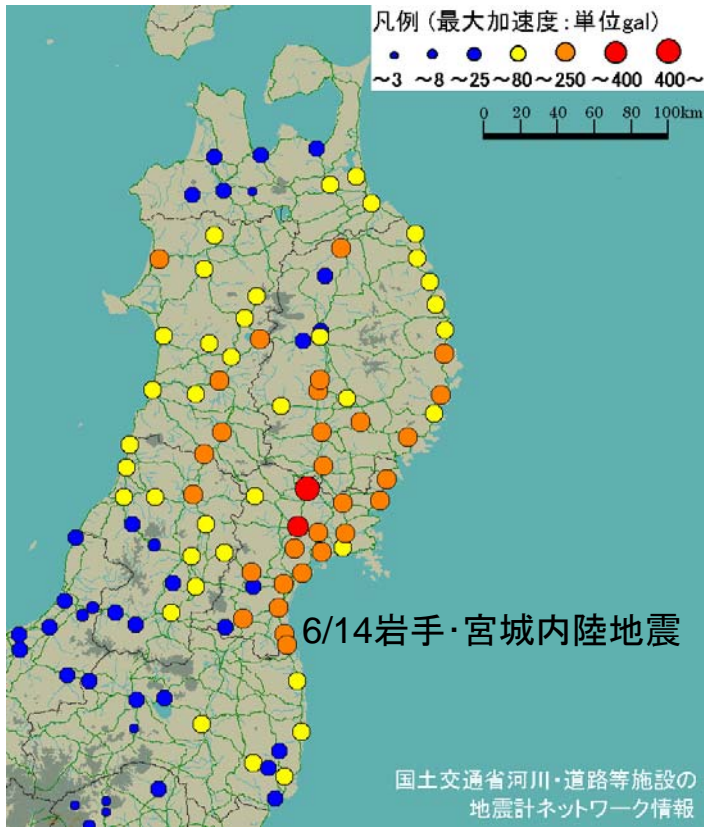 凡例（最大加速度：単位gal）
～3 ～8 ～25 ～80 ～250 ～400 400～
0 20 40 60 80 100km
6/14岩手･宮城内陸地震
国土交通省河川・道路等施設の
地震計ネットワーク情報